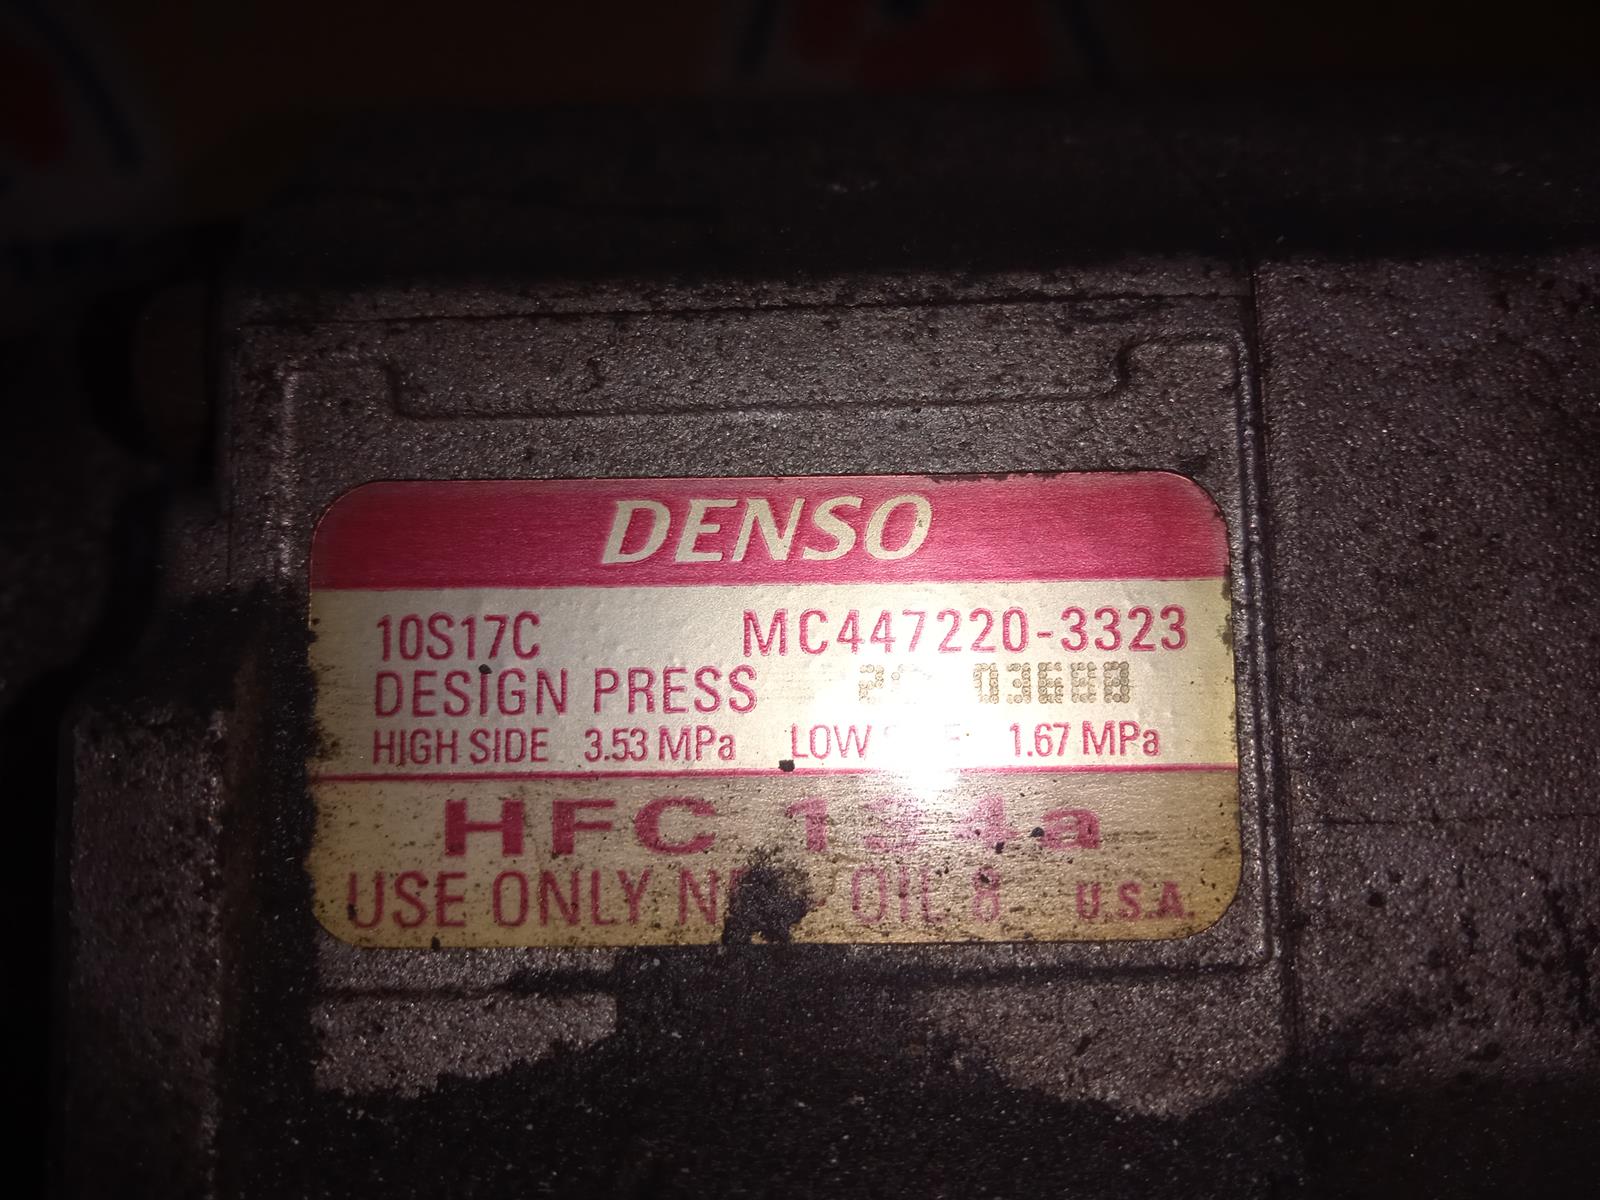 DENSO
10S17C MC447220-3323
DESIGN PRESS
HIGH SIDE 3.53 MPa LOW 1.67 MPa
HFC 134a
USE ONLY OIL 8 U.S.A.